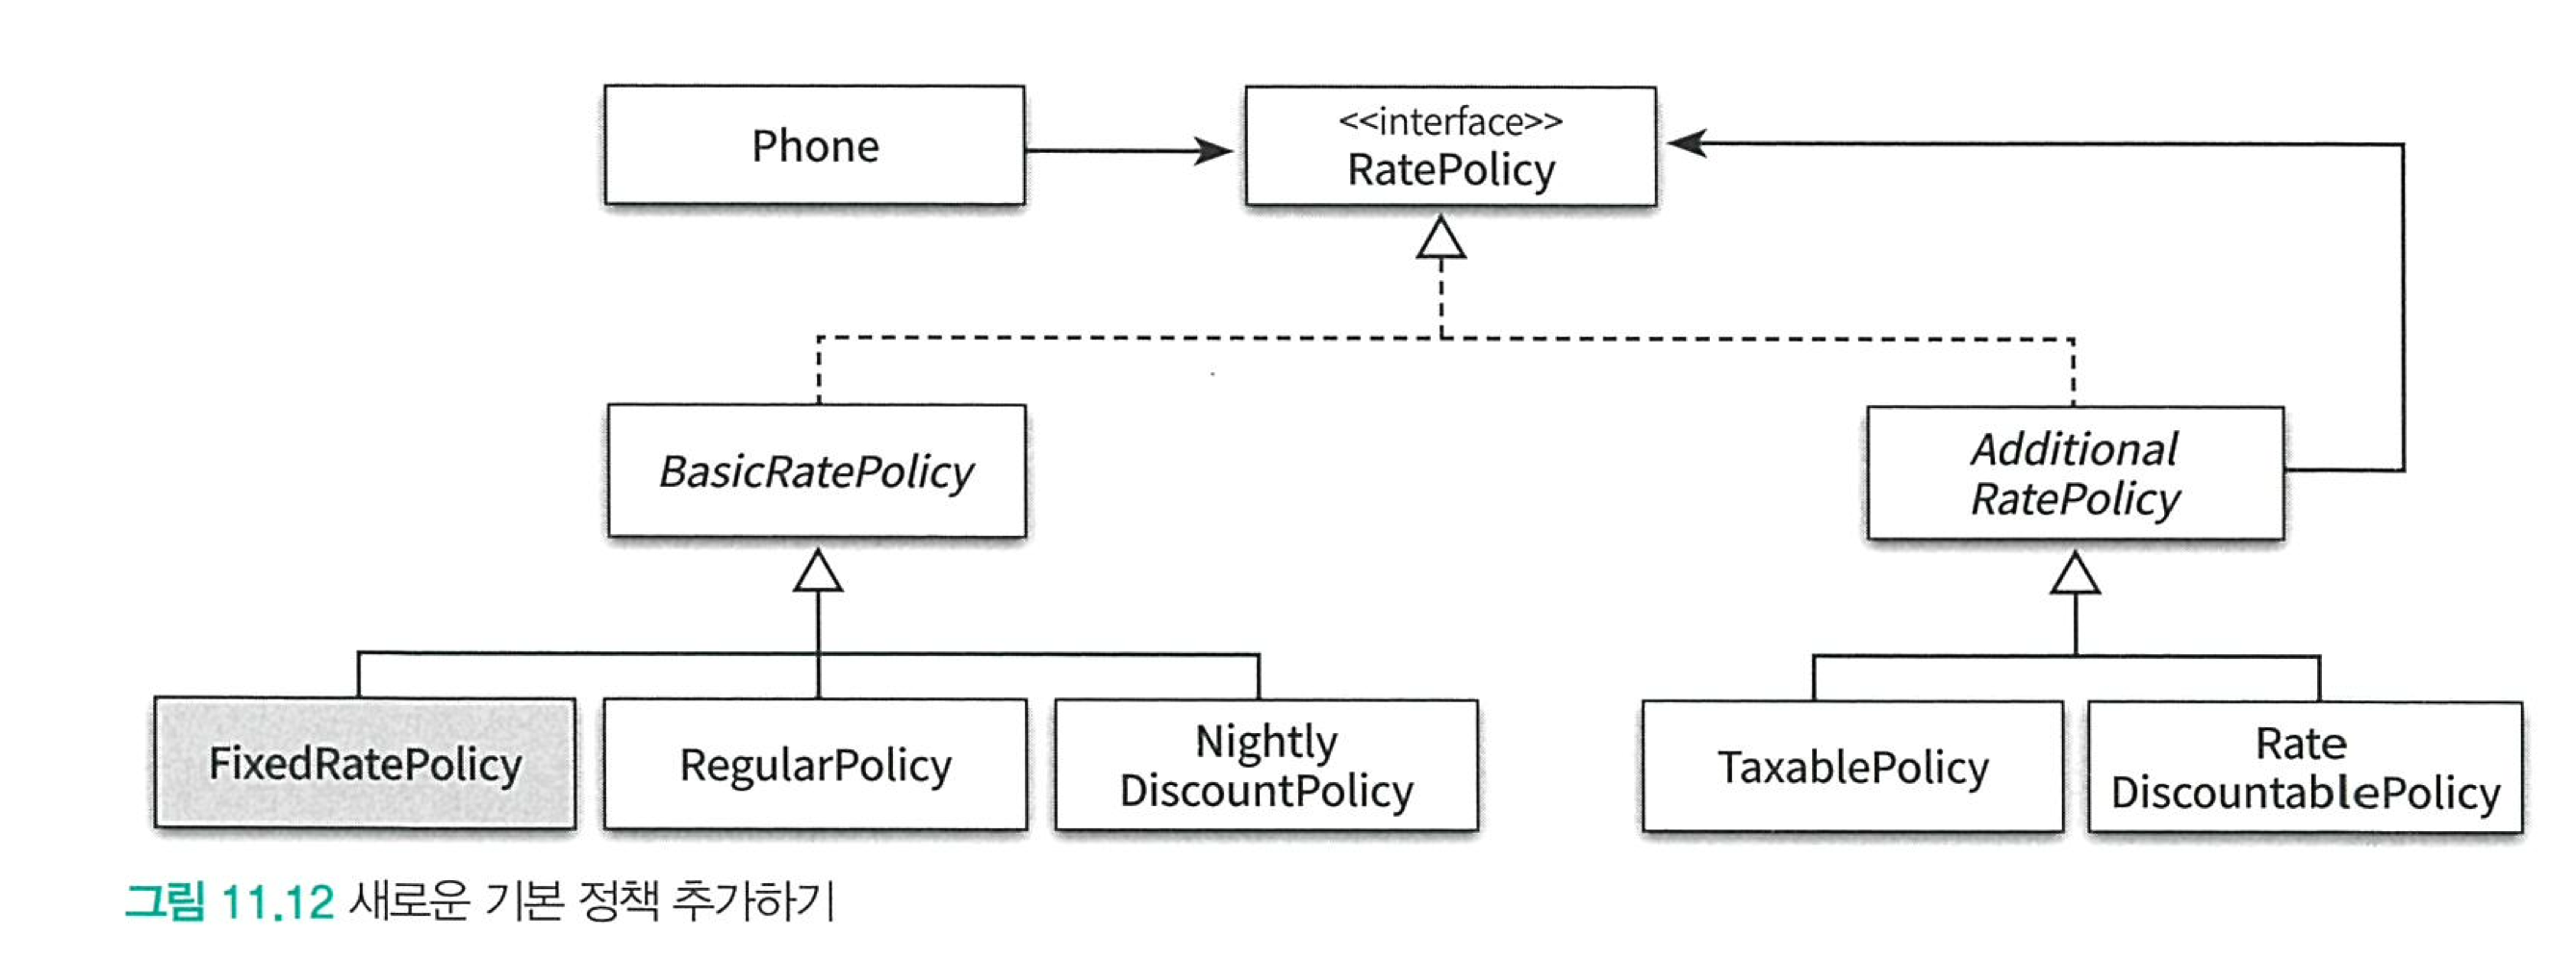 Phone
<<interface>>
RatePolicy
BasicRatePolicy
Additional
RatePolicy
FixedRatePolicy
RegularPolicy
Nightly
DiscountPolicy
TaxablePolicy
Rate
DiscountablePolicy
그림 11.12 새로운 기본 정책 추가하기